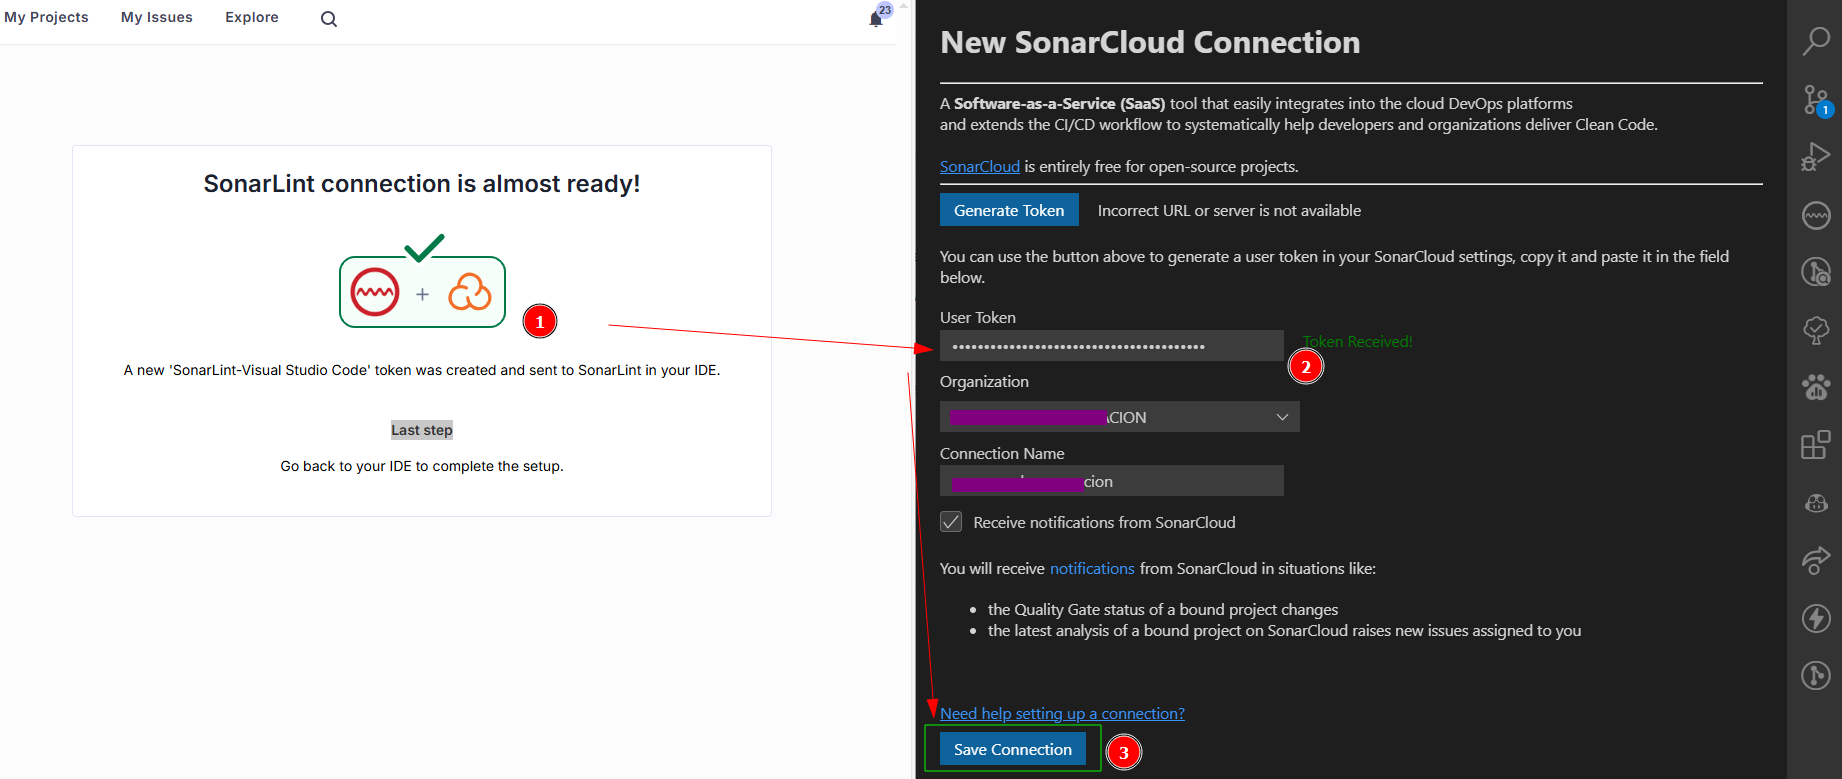 My Projects My Issues Explore
23
SonarLint connection is almost ready!
+
1
A new 'SonarLint-Visual Studio Code' token was created and sent to SonarLint in your IDE.
Last step
Go back to your IDE to complete the setup.
New SonarCloud Connection
A Software-as-a-Service (SaaS) tool that easily integrates into the cloud DevOps platforms
and extends the CI/CD workflow to systematically help developers and organizations deliver Clean Code.
SonarCloud is entirely free for open-source projects.
Generate Token Incorrect URL or server is not available
You can use the button above to generate a user token in your SonarCloud settings, copy it and paste it in the field
below.
User Token
Token Received!
2
Organization
ACION
Connection Name
cion
Receive notifications from SonarCloud
You will receive notifications from SonarCloud in situations like:
• the Quality Gate status of a bound project changes
• the latest analysis of a bound project on SonarCloud raises new issues assigned to you
Need help setting up a connection?
Save Connection
3
1